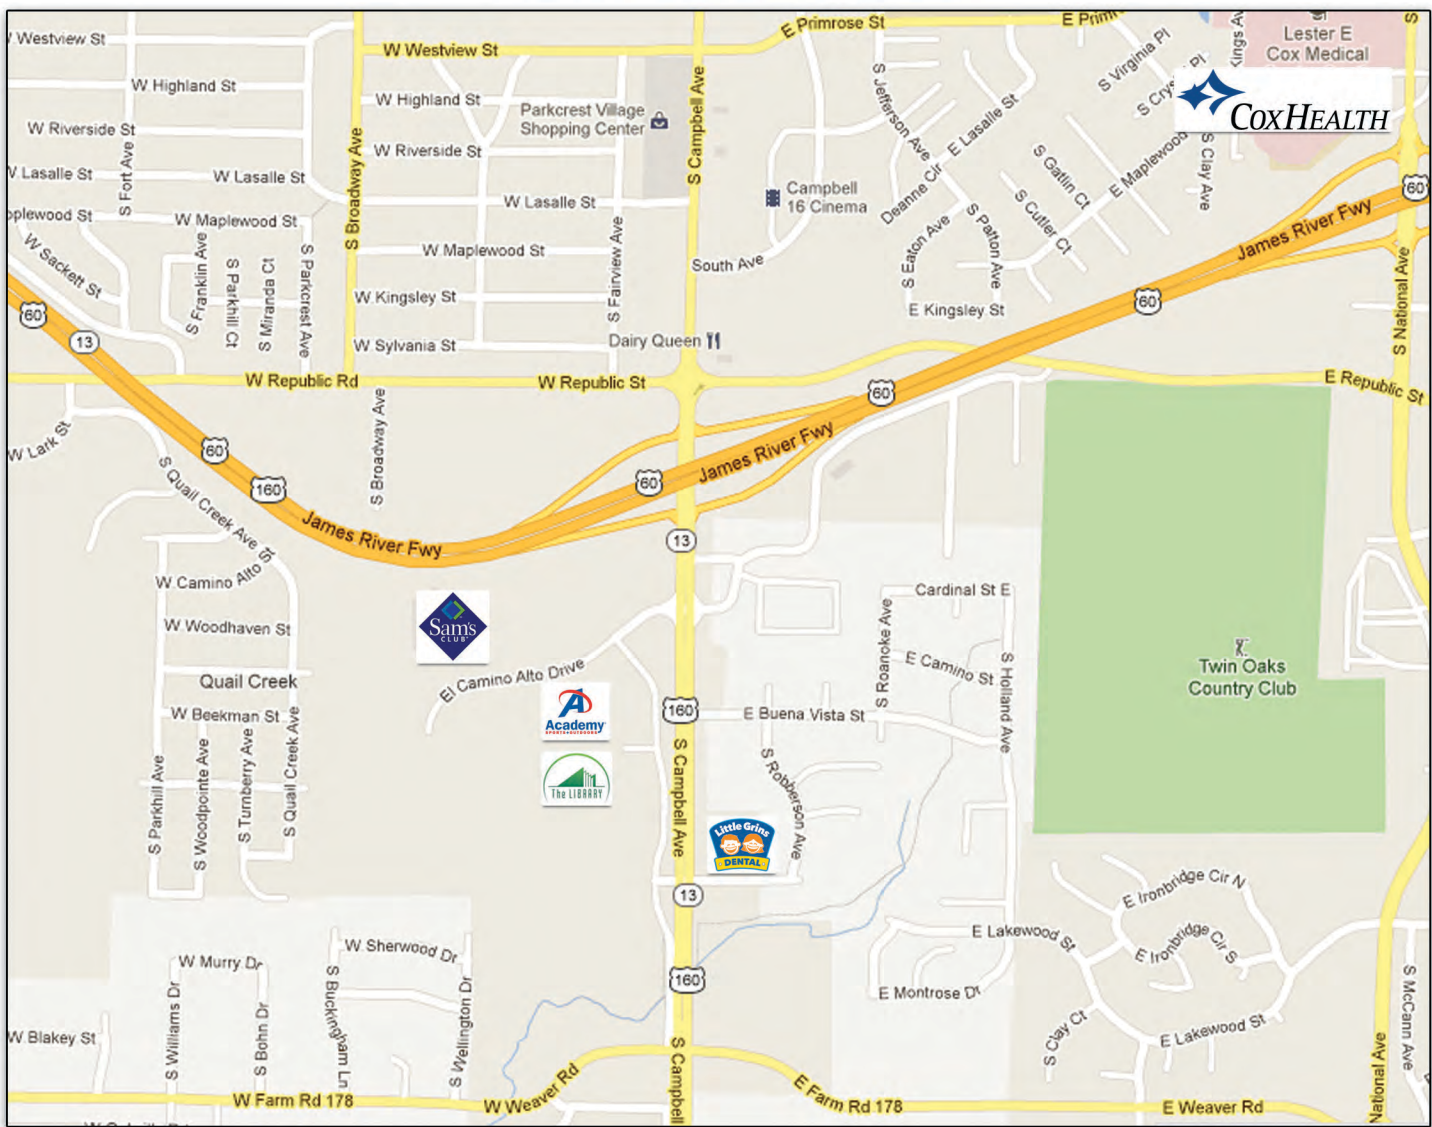 W Westview St
W Westview St
E Primrose St
E Prim
S Virginia Pl
Kings Av
Lester E
Cox Medical
S
W Highland St
W Highland St
Parkcrest Village
Shopping Center
S Campbell Ave
S Jefferson Ave
E Lasalle St
S Crys
Pl
COXHEALTH
W Riverside St
W Riverside St
S Fort Ave
S Broadway Ave
W Lasalle St
W Lasalle St
W Lasalle St
Campbell
16 Cinema
Deanne Cir
S Gatlin Ct
E Maplewood
S Clay Ave
60
pplewood St
W Maplewood St
W Maplewood St
S Fairview Ave
S Cutler Ct
S Patton Ave
S Eaton Ave
James River Fwy
W Sackett St
S Franklin Ave
S Parkhill Ct
S Miranda Ct
S Parkcrest Ave
South Ave
W Kingsley St
E Kingsley St
60
60
13
W Sylvania St
Dairy Queen
S National Ave
W Republic Rd
W Republic St
60
E Republic St
W Lark St
S Broadway Ave
60
160
60
James River Fwy
S Quail Creek Ave
St
James River Fwy
13
W Camino Alto
Cardinal St E
W Woodhaven St
Sam's
CLUB
S Roanoke Ave
E Camino St
S Holland Ave
Twin Oaks
Country Club
Quail Creek
El Camino Alto Drive
W Beekman St
Academy
SPORTS+OUTDOORS
160
E Buena Vista St
S Parkhill Ave
S Woodpointe Ave
S Turnberry Ave
S Quail Creek Ave
The LIBRARY
S Campbell Ave
S Robberson Ave
Little Grins
DENTAL
13
E Ironbridge Cir N
W Sherwood Dr
W Murry Dr
E Lakewood St
E Ironbridge Cir S
S Williams Dr
S Bohn Dr
S Buckingham Ln
S Wellington Dr
160
E Montrose Dr
S McCann Ave
W Blakey St
S Clay Ct
E Lakewood St
S Campbell
W Farm Rd 178
W Weaver Rd
E Farm Rd 178
E Weaver Rd
National Ave